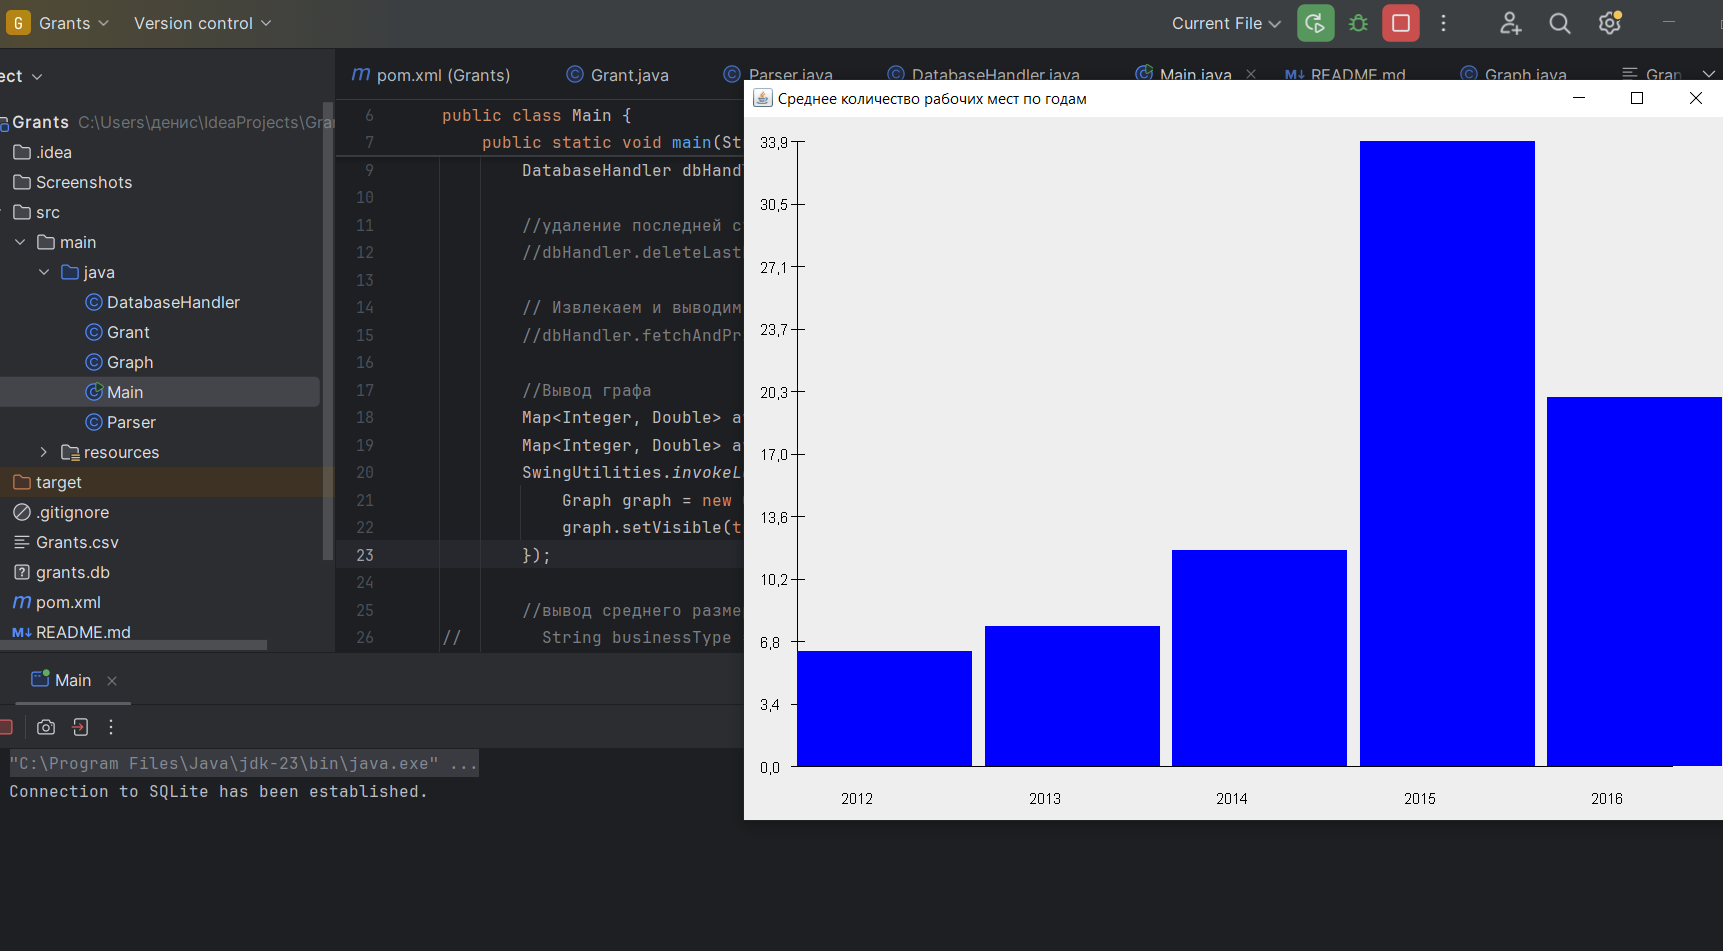 G Grants Version control Current File
ect
pom.xml (Grants) Grant.java Parser.java DatabaseHandler.java Main.java README.md Graph.java Gran
Grants C:\Users\денис\IdeaProjects\Gra
.idea
Screenshots
src
main
java
DatabaseHandler
Grant
Graph
Main
Parser
resources
target
.gitignore
Grants.csv
grants.db
pom.xml
README.md
6 public class Main {
7 public static void main(St
9 DatabaseHandler dbHand
10
11 //удаление последней с
12 //dbHandler.deleteLast
13
14 // Извлекаем и выводим
15 //dbHandler.fetchAndPr
16
17 //Вывод графа
18 Map<Integer, Double> a
19 Map<Integer, Double> a
20 SwingUtilities.invokeL
21 Graph graph = new
22 graph.setVisible(t
23 });
24
25 //вывод среднего разме
26 // String businessType
Среднее количество рабочих мест по годам
33,9
30,5
27,1
23,7
20,3
17,0
13,6
10,2
6,8
3,4
0,0
2012 2013 2014 2015 2016
Main
"C:\Program Files\Java\jdk-23\bin\java.exe" ...
Connection to SQLite has been established.